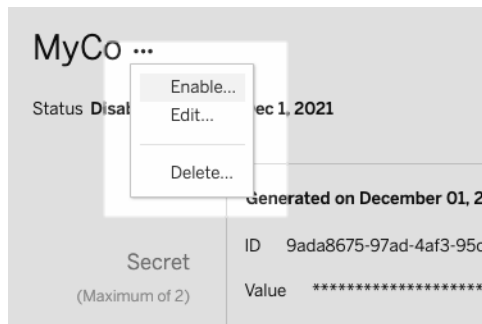 MyCo ...
Enable...
Status Disab ec 1, 2021
Edit...
Delete...
Generated on December 01, 2
ID 9ada8675-97ad-4af3-95c
Secret
(Maximum of 2)
Value ********************